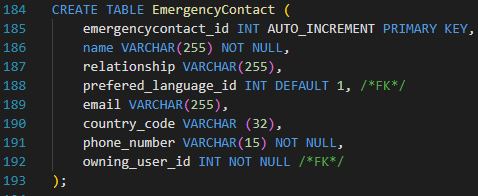 184 CREATE TABLE EmergencyContact (
185 emergencycontact_id INT AUTO_INCREMENT PRIMARY KEY,
186 name VARCHAR(255) NOT NULL,
187 relationship VARCHAR(255),
188 prefered_language_id INT DEFAULT 1, /*FK*/
189 email VARCHAR(255),
190 country_code VARCHAR (32),
191 phone_number VARCHAR(15) NOT NULL,
192 owning_user_id INT NOT NULL /*FK*/
193 );